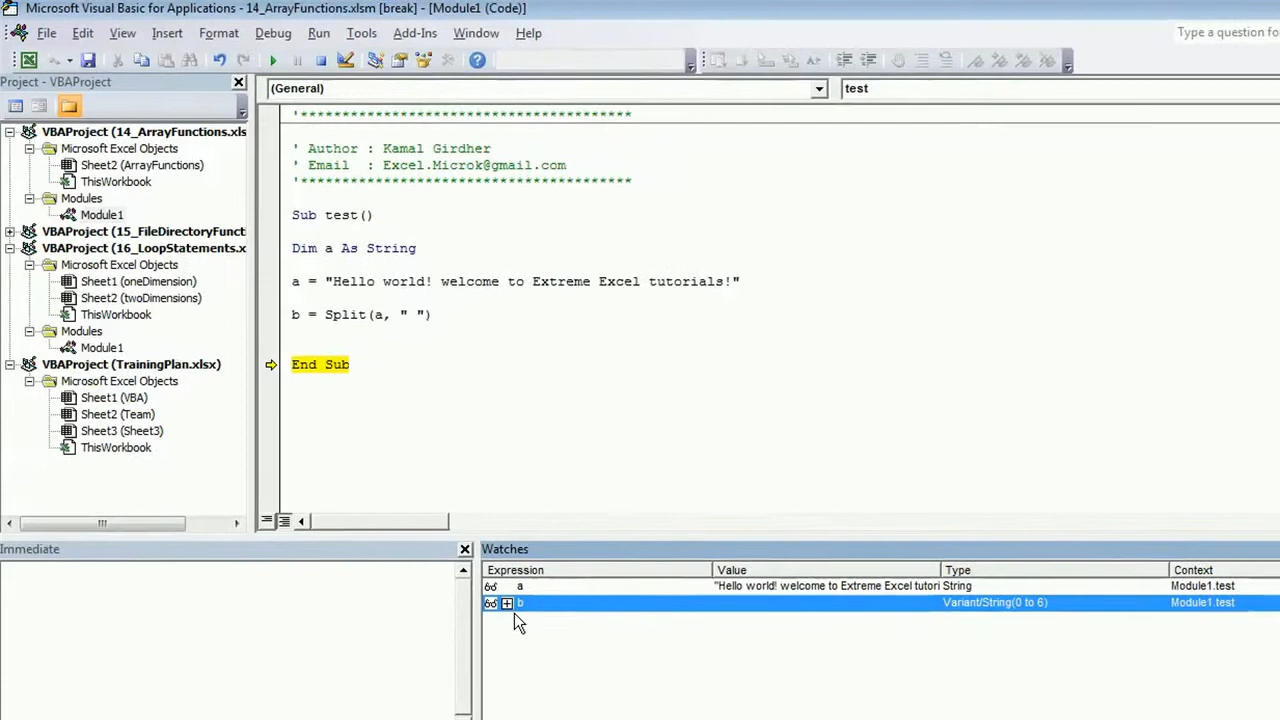 Microsoft Visual Basic for Applications - 14_ArrayFunctions.xlsm [break] - [Module1 (Code)]
File Edit View Insert Format Debug Run Tools Add-Ins Window Help
Type a question fo
Project - VBAProject
(General)
test
VBAProject (14_ArrayFunctions.xls
Microsoft Excel Objects
Sheet2 (ArrayFunctions)
ThisWorkbook
Modules
Module1
VBAProject (15_FileDirectoryFunct
VBAProject (16_LoopStatements.x
Microsoft Excel Objects
Sheet1 (oneDimension)
Sheet2 (twoDimensions)
ThisWorkbook
Modules
Module1
VBAProject (TrainingPlan.xlsx)
Microsoft Excel Objects
Sheet1 (VBA)
Sheet2 (Team)
Sheet3 (Sheet3)
ThisWorkbook
'****************************************
' Author : Kamal Girdher
' Email  : Excel.Microk@gmail.com
'****************************************
Sub test()
Dim a As String
a = "Hello world! welcome to Extreme Excel tutorials!"
b = Split(a, " ")
End Sub
Immediate
Watches
Expression Value Type Context
a "Hello world! welcome to Extreme Excel tutori String Module1.test
b Variant/String(0 to 6) Module1.test